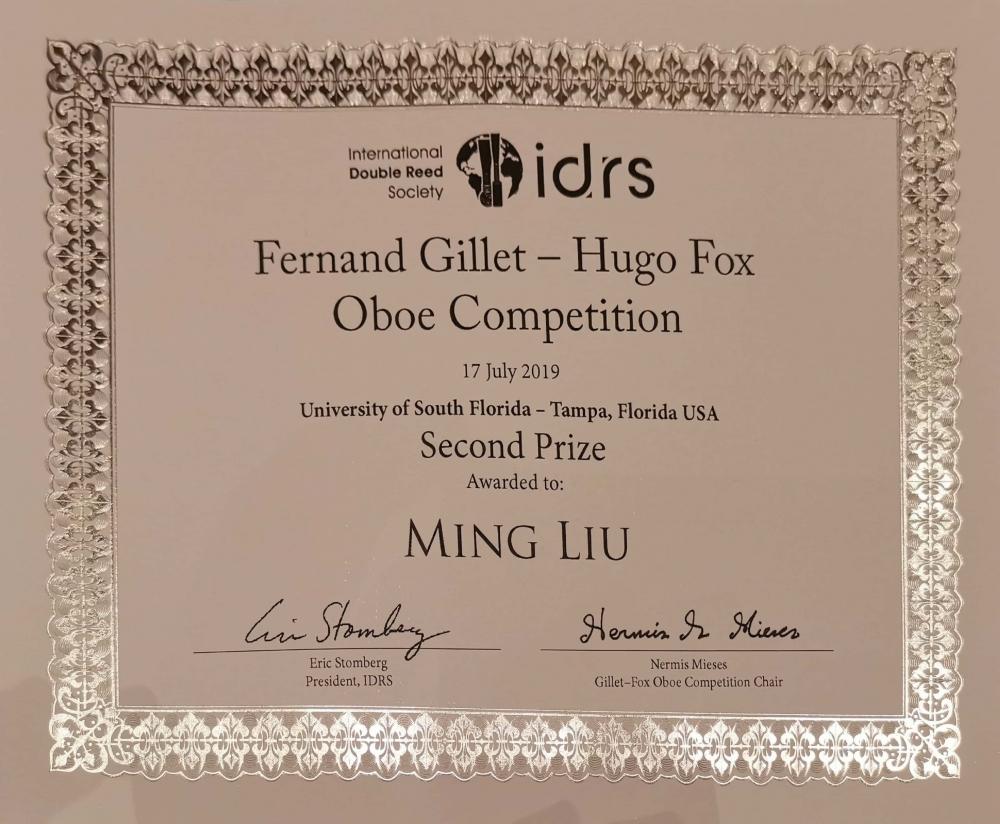 International
Double Reed
Society
idrs
Fernand Gillet – Hugo Fox
Oboe Competition
17 July 2019
University of South Florida – Tampa, Florida USA
Second Prize
Awarded to:
MING LIU
Eric Stomberg
Nermis G Mieses
Eric Stomberg
President, IDRS
Nermis Mieses
Gillet–Fox Oboe Competition Chair